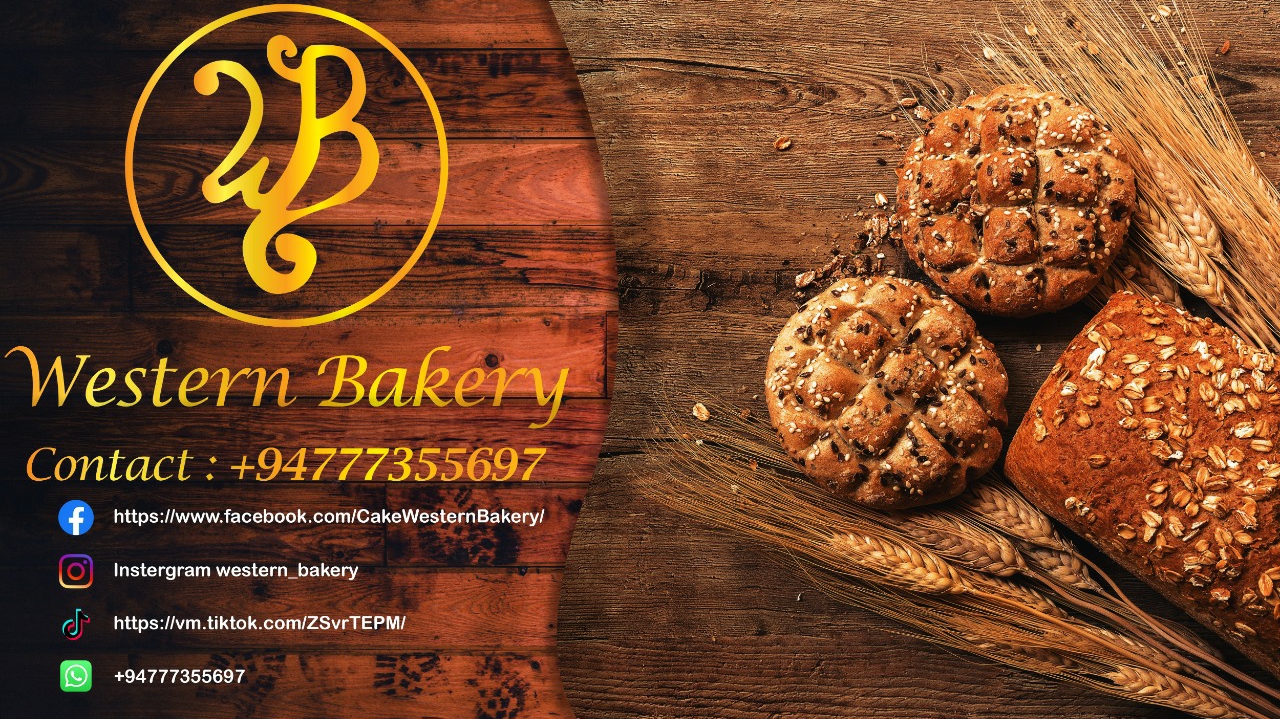 WB
Western Bakery
Contact : +94777355697
https://www.facebook.com/CakeWesternBakery/
Instergram western_bakery
https://vm.tiktok.com/ZSvrTEPM/
+94777355697